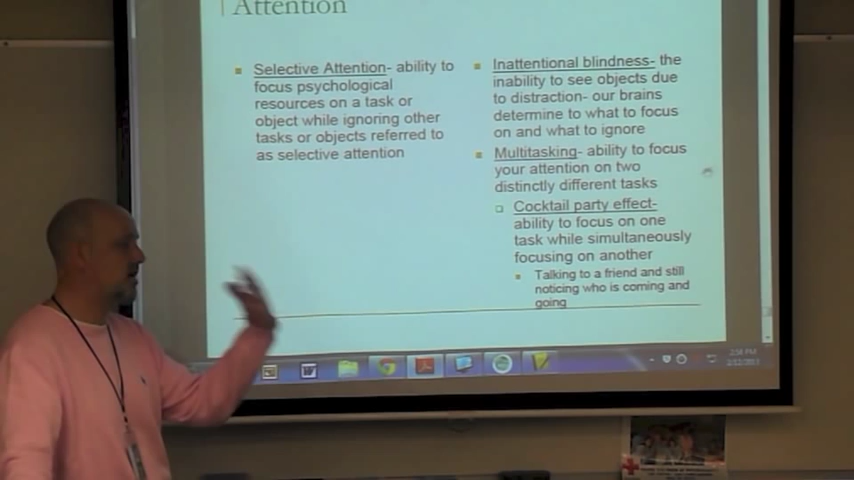 Attention
Selective Attention- ability to
focus psychological
resources on a task or
object while ignoring other
tasks or objects referred to
as selective attention
Inattentional blindness- the
inability to see objects due
to distraction- our brains
determine to what to focus
on and what to ignore
Multitasking- ability to focus
your attention on two
distinctly different tasks
Cocktail party effect-
ability to focus on one
task while simultaneously
focusing on another
Talking to a friend and still
noticing who is coming and
going
W